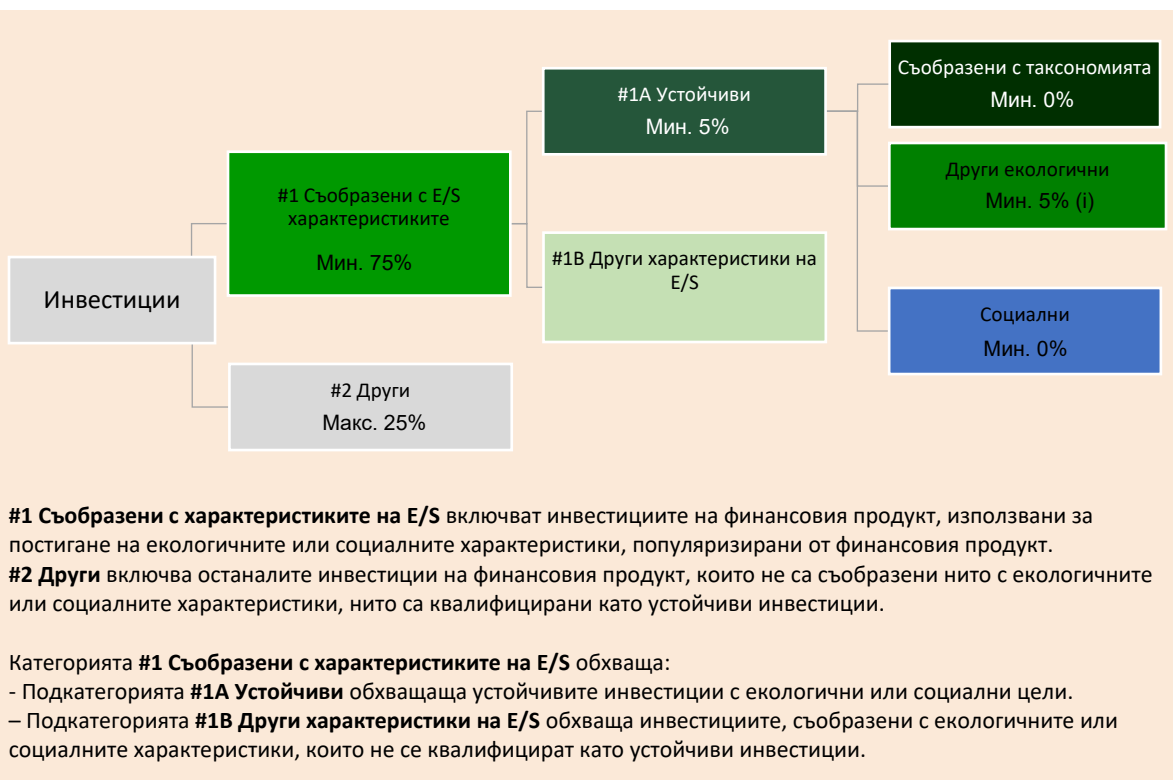 Инвестиции
#1 Съобразени с E/S
характеристиките
Мин. 75%
#2 Други
Макс. 25%
#1A Устойчиви
Мин. 5%
#1B Други характеристики на
E/S
Съобразени с таксономията
Мин. 0%
Други екологични
Мин. 5% (i)
Социални
Мин. 0%
#1 Съобразени с характеристиките на E/S включват инвестициите на финансовия продукт, използвани за
постигане на екологичните или социалните характеристики, популяризирани от финансовия продукт.
#2 Други включва останалите инвестиции на финансовия продукт, които не са съобразени нито с екологичните
или социалните характеристики, нито са квалифицирани като устойчиви инвестиции.
Категорията #1 Съобразени с характеристиките на E/S обхваща:
- Подкатегорията #1A Устойчиви обхващаща устойчивите инвестиции с екологични или социални цели.
– Подкатегорията #1B Други характеристики на E/S обхваща инвестициите, съобразени с екологичните или
социалните характеристики, които не се квалифицират като устойчиви инвестиции.